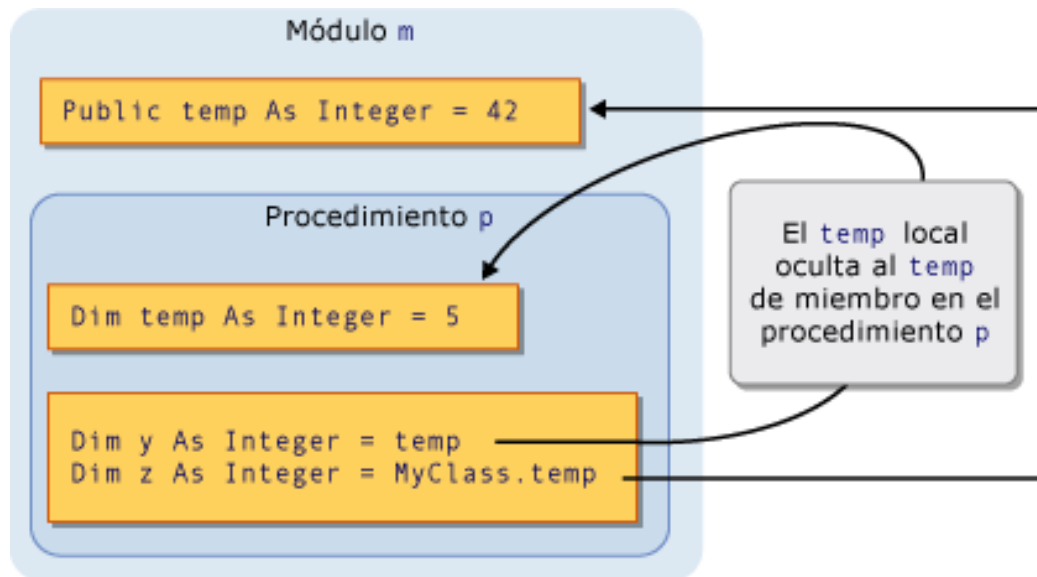 Módulo m
Public temp As Integer = 42
Procedimiento p
Dim temp As Integer = 5
Dim y As Integer = temp
Dim z As Integer = MyClass.temp
El temp local
oculta al temp
de miembro en el
procedimiento p